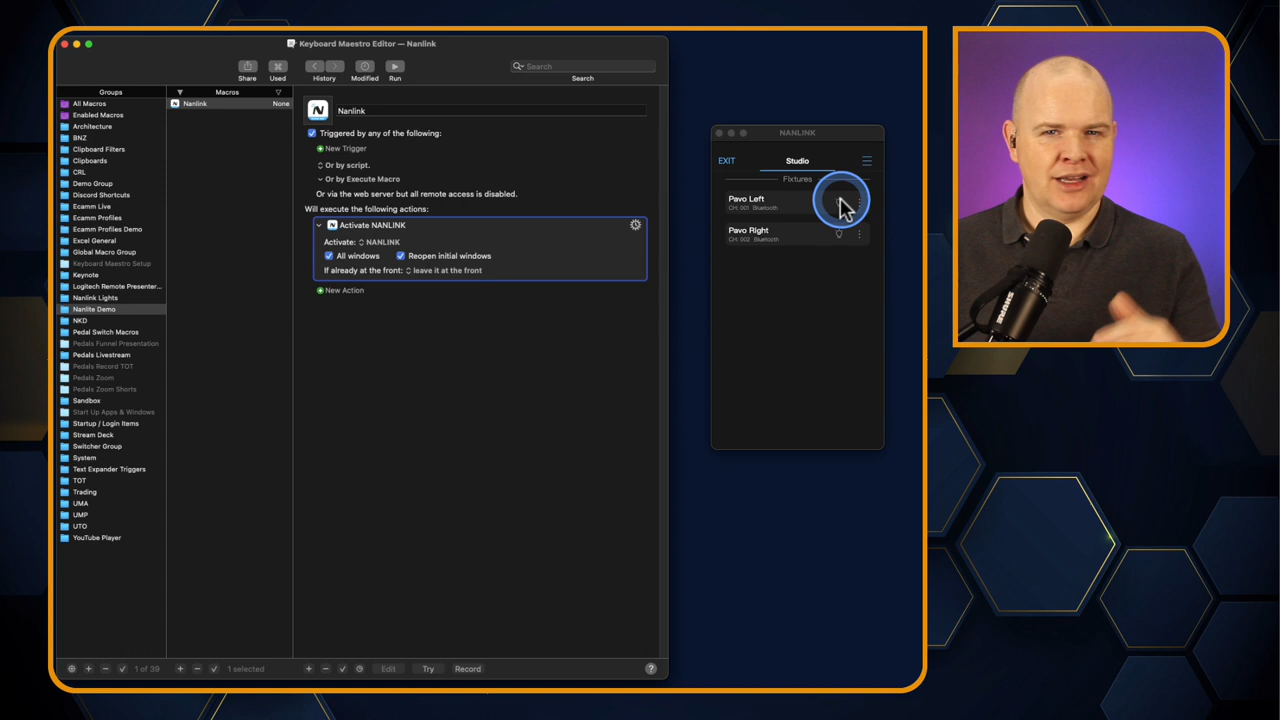 Keyboard Maestro Editor — Nanlink
Share
Used
History
Modified
Run
Search
Search
Groups
Macros
All Macros
Enabled Macros
Architecture
BNZ
Clipboard Filters
Clipboards
CRL
Demo Group
Discord Shortcuts
Ecamm Live
Ecamm Profiles
Ecamm Profiles Demo
Excel General
Global Macro Group
Keyboard Maestro Setup
Keynote
Logitech Remote Presenter...
Nanlink Lights
Nanlite Demo
NKD
Pedal Switch Macros
Pedals Funnel Presentation
Pedals Livestream
Pedals Record TOT
Pedals Zoom
Pedals Zoom Shorts
Sandbox
Start Up Apps & Windows
Startup / Login Items
Stream Deck
Switcher Group
System
Text Expander Triggers
TOT
Trading
UMA
UMP
UTO
YouTube Player
1 of 39
Nanlink None
1 selected
Nanlink
Triggered by any of the following:
New Trigger
Or by script.
Or by Execute Macro
Or via the web server but all remote access is disabled.
Will execute the following actions:
Activate NANLINK
Activate: NANLINK
All windows Reopen initial windows
If already at the front: leave it at the front
New Action
Edit
Try
Record
?
NANLINK
EXIT
Studio
Fixtures
Pavo Left
CH: 001 Bluetooth
Pavo Right
CH: 002 Bluetooth
SHURE